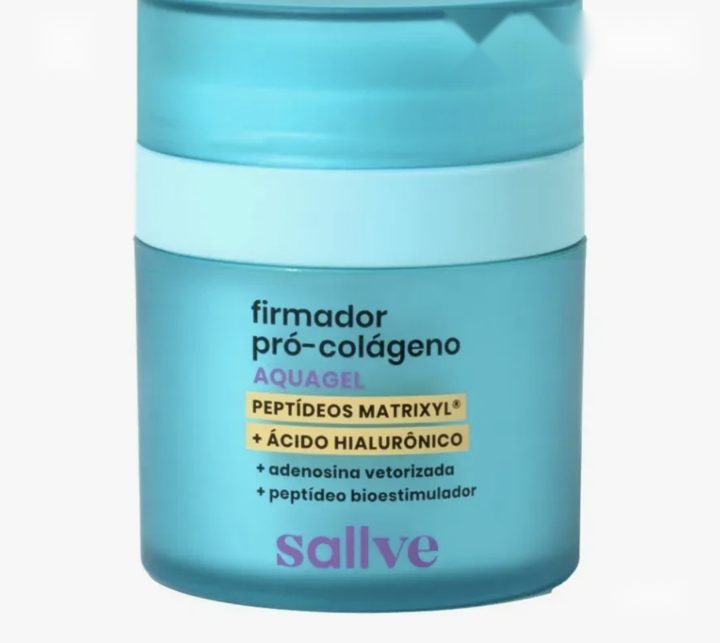 firmador
pró-colágeno
AQUAGEL
PEPTÍDEOS MATRIXYL®
+ ÁCIDO HIALURÔNICO
+ adenosina vetorizada
+ peptídeo bioestimulador
sallve